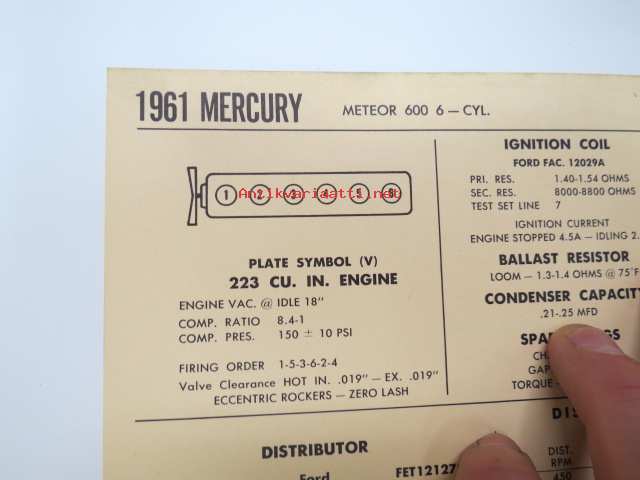 1961 MERCURY METEOR 600 6 — CYL.
1 2 3 4 5 6
Antikvariaatti.net
PLATE SYMBOL (V)
223 CU. IN. ENGINE
ENGINE VAC. @ IDLE 18"
COMP. RATIO 8.4-1
COMP. PRES. 150 ± 10 PSI
FIRING ORDER 1-5-3-6-2-4
Valve Clearance HOT IN. .019" — EX. .019"
ECCENTRIC ROCKERS — ZERO LASH
IGNITION COIL
FORD FAC. 12029A
PRI. RES. 1.40-1.54 OHMS
SEC. RES. 8000-8800 OHMS
TEST SET LINE 7
IGNITION CURRENT
ENGINE STOPPED 4.5A — IDLING 2.
BALLAST RESISTOR
LOOM — 1.3-1.4 OHMS @ 75°F
CONDENSER CAPACITY
.21-.25 MFD
GAP
TORQUE
DISTRIBUTOR
Ford FET1212
DIST.
RPM
450